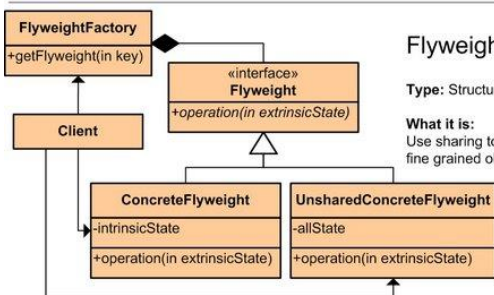 FlyweightFactory
+getFlyweight(in key)
Client
«interface»
Flyweight
+operation(in extrinsicState)
ConcreteFlyweight
-intrinsicState
+operation(in extrinsicState)
UnsharedConcreteFlyweight
-allState
+operation(in extrinsicState)
Type:
What it is:
Use sharing to
fine grained